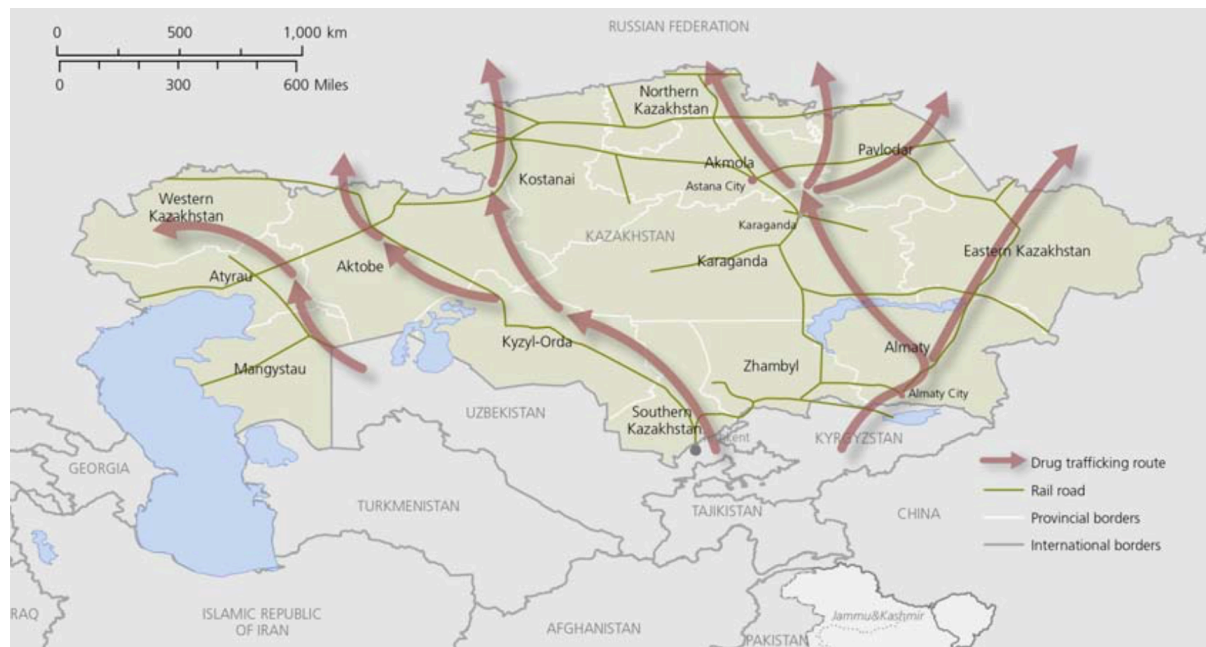 0 500 1,000 km
0 300 600 Miles
RUSSIAN FEDERATION
Northern
Kazakhstan
Pavlodar
Akmola
Kostanai
Astana City
Western
Kazakhstan
Karaganda
KAZAKHSTAN
Eastern Kazakhstan
Karaganda
Aktobe
Atyrau
Kyzyl-Orda
Almaty
Zhambyl
Mangystau
Almaty City
UZBEKISTAN
Southern
Kazakhstan
KYRGYZSTAN
GEORGIA
Drug trafficking route
Rail road
TURKMENISTAN
TAJIKISTAN
CHINA
Provincial borders
International borders
RAQ
ISLAMIC REPUBLIC
OF IRAN
AFGHANISTAN
PAKISTAN
Jammu&Kashmir